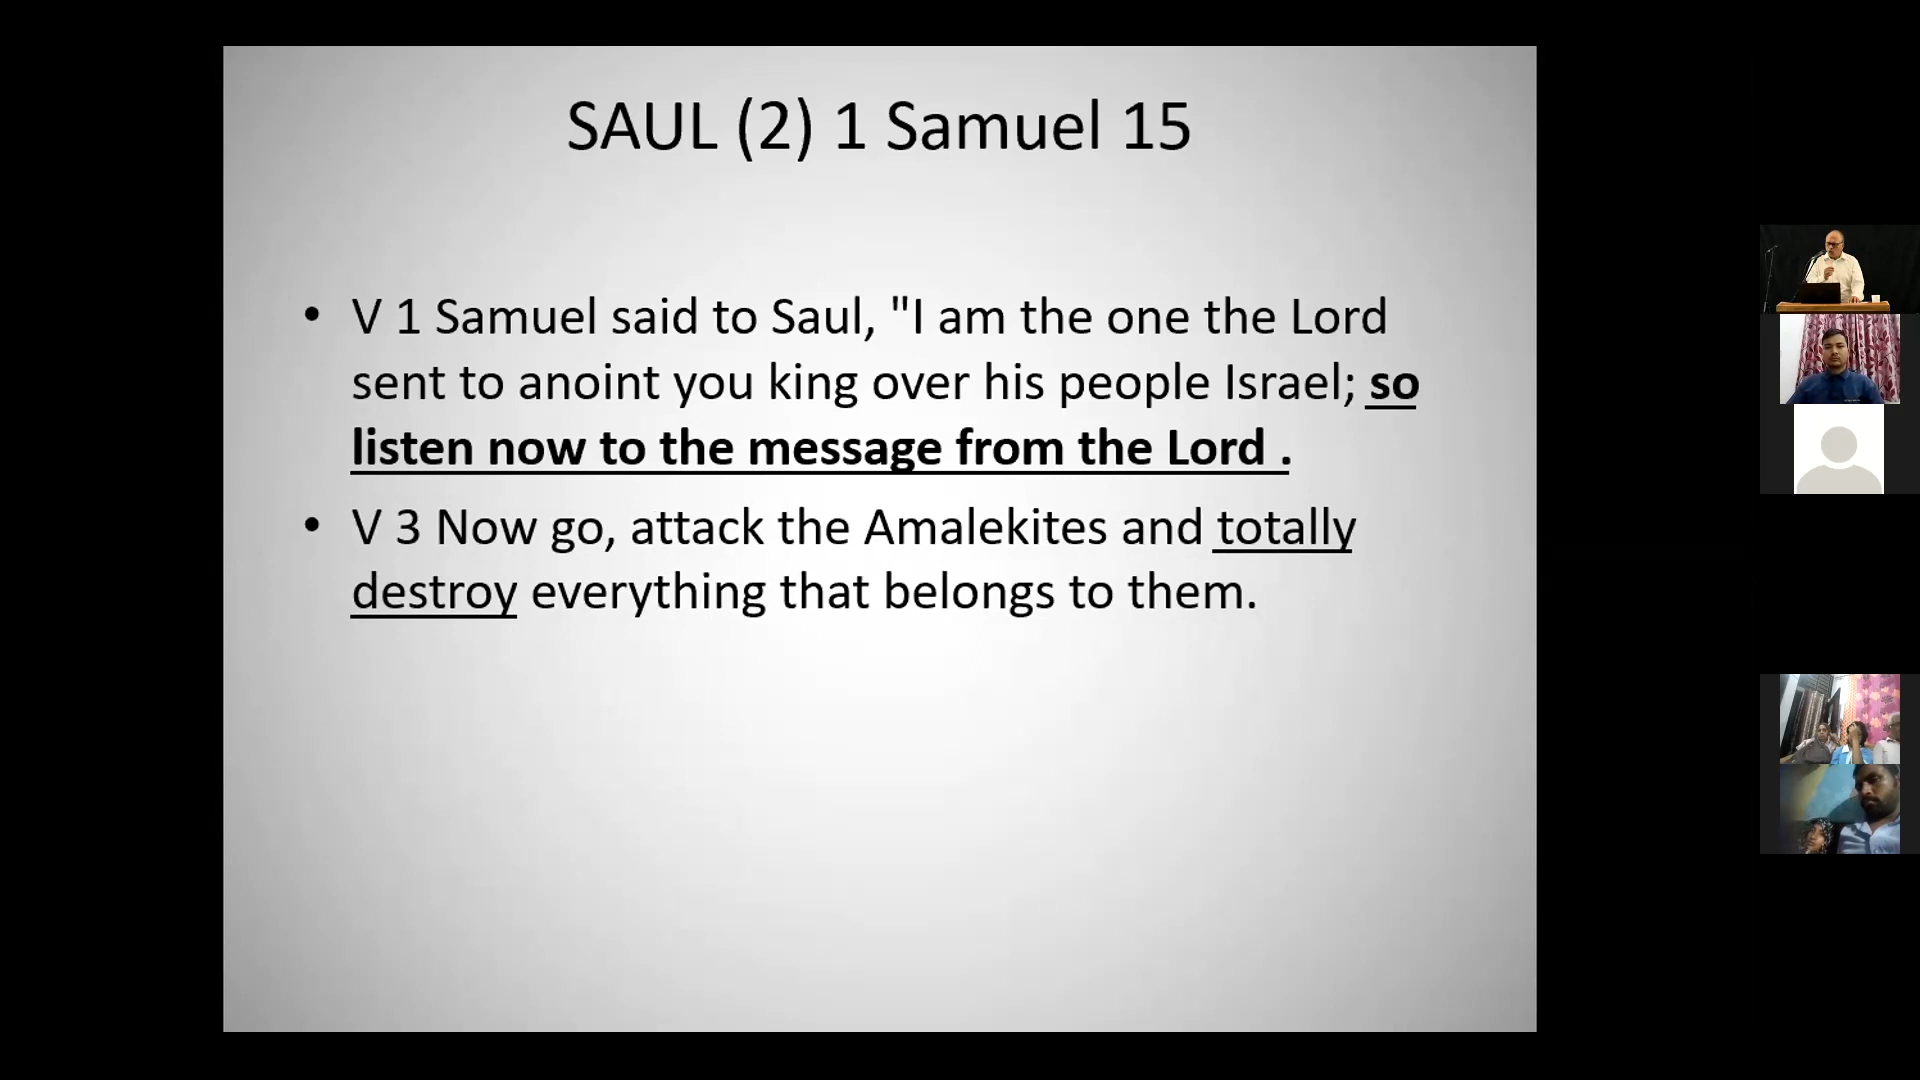 SAUL (2) 1 Samuel 15
• V 1 Samuel said to Saul, "I am the one the Lord
sent to anoint you king over his people Israel; so
listen now to the message from the Lord .
• V 3 Now go, attack the Amalekites and totally
destroy everything that belongs to them.